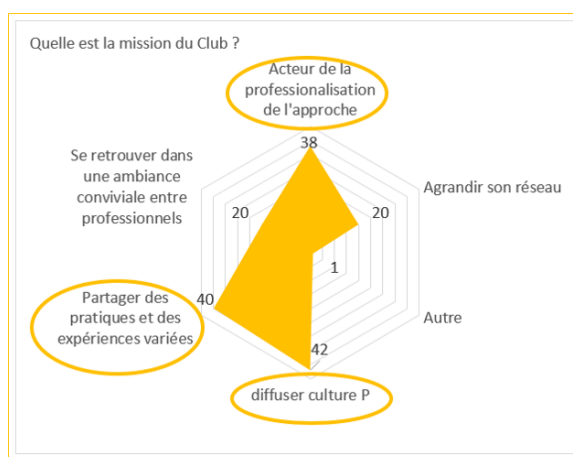 Quelle est la mission du Club ?
Acteur de la
professionalisation
de l'approche
38
Se retrouver dans
une ambiance
conviviale entre
professionnels
20
20
Agrandir son réseau
1
Partager des
pratiques et des
expériences variées
40
Autre
42
diffuser culture P